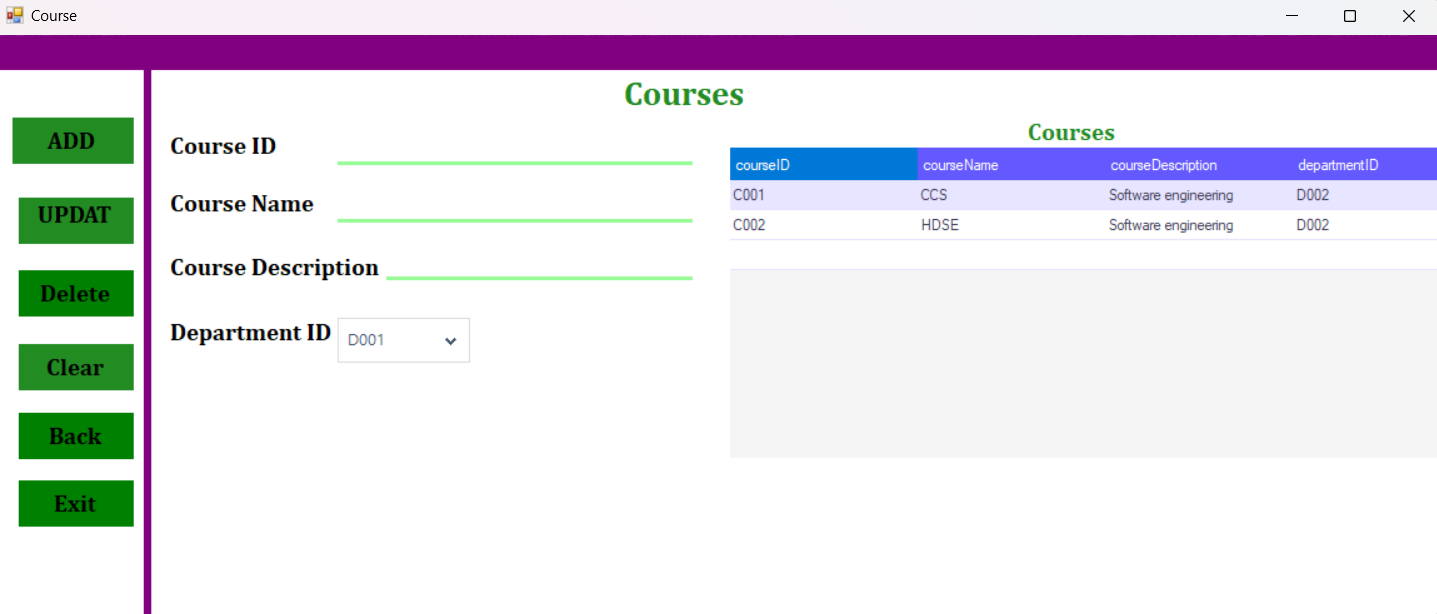 Course
Courses
ADD
UPDAT
Delete
Clear
Back
Exit
Course ID
Course Name
Course Description
Department ID D001
Courses
courseID courseName courseDescription departmentID
C001 CCS Software engineering D002
C002 HDSE Software engineering D002